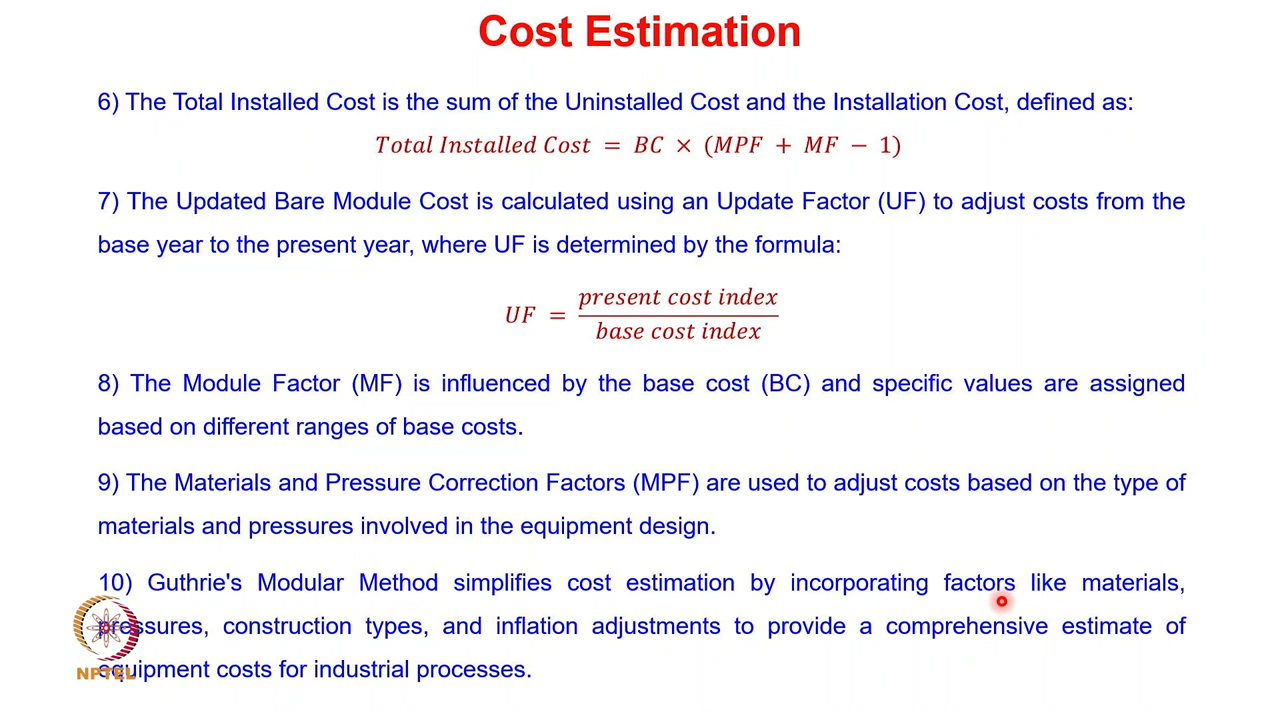 Cost Estimation
6) The Total Installed Cost is the sum of the Uninstalled Cost and the Installation Cost, defined as:
Total Installed Cost = BC × (MPF + MF − 1)
7) The Updated Bare Module Cost is calculated using an Update Factor (UF) to adjust costs from the
base year to the present year, where UF is determined by the formula:
UF = present cost index / base cost index
8) The Module Factor (MF) is influenced by the base cost (BC) and specific values are assigned
based on different ranges of base costs.
9) The Materials and Pressure Correction Factors (MPF) are used to adjust costs based on the type of
materials and pressures involved in the equipment design.
10) Guthrie's Modular Method simplifies cost estimation by incorporating factors like materials,
pressures, construction types, and inflation adjustments to provide a comprehensive estimate of
equipment costs for industrial processes.
NPTEL